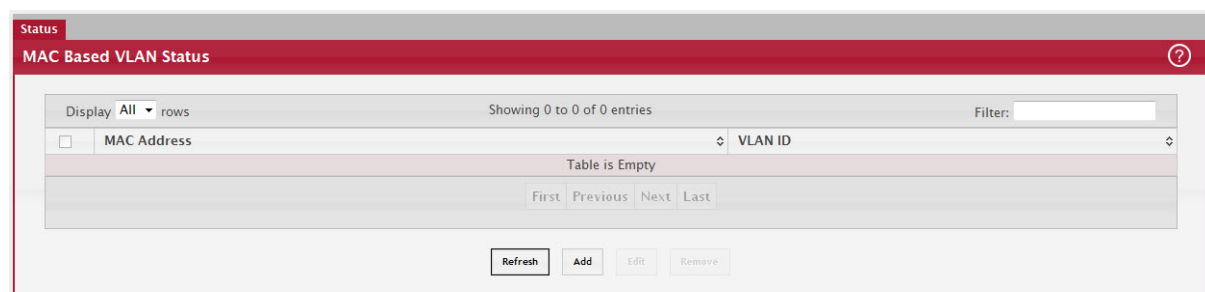 Status
MAC Based VLAN Status
?
Display All rows Showing 0 to 0 of 0 entries Filter:
MAC Address VLAN ID
Table is Empty
First Previous Next Last
Refresh Add Edit Remove